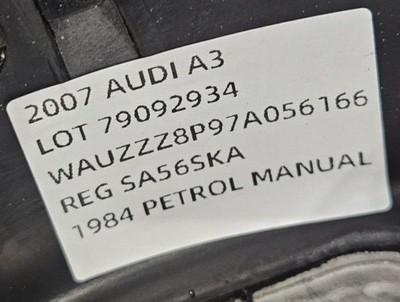 2007 AUDI A3
LOT 79092934
WAUZZZ8P97A056166
REG SA56SKA
1984 PETROL MANUAL